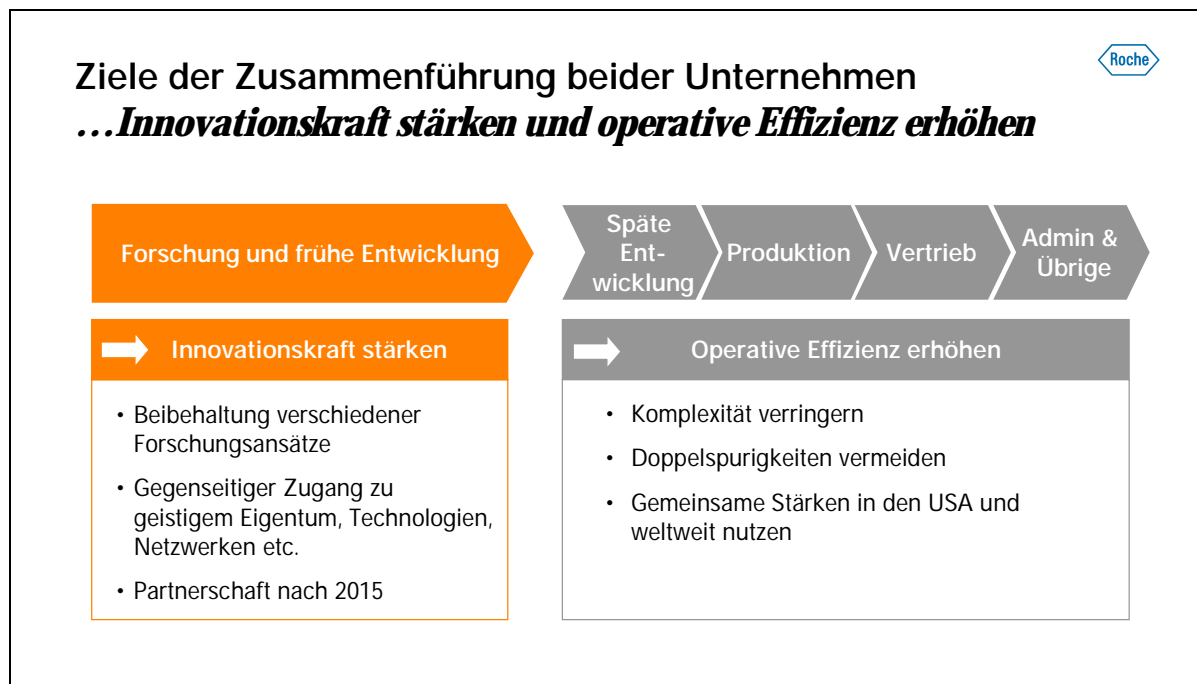 Ziele der Zusammenführung beider Unternehmen
...Innovationskraft stärken und operative Effizienz erhöhen
Roche
Forschung und frühe Entwicklung
Späte
Ent-
wicklung
Produktion
Vertrieb
Admin &
Übrige
Innovationskraft stärken
• Beibehaltung verschiedener
Forschungsansätze
• Gegenseitiger Zugang zu
geistigem Eigentum, Technologien,
Netzwerken etc.
• Partnerschaft nach 2015
Operative Effizienz erhöhen
• Komplexität verringern
• Doppelspurigkeiten vermeiden
• Gemeinsame Stärken in den USA und
weltweit nutzen